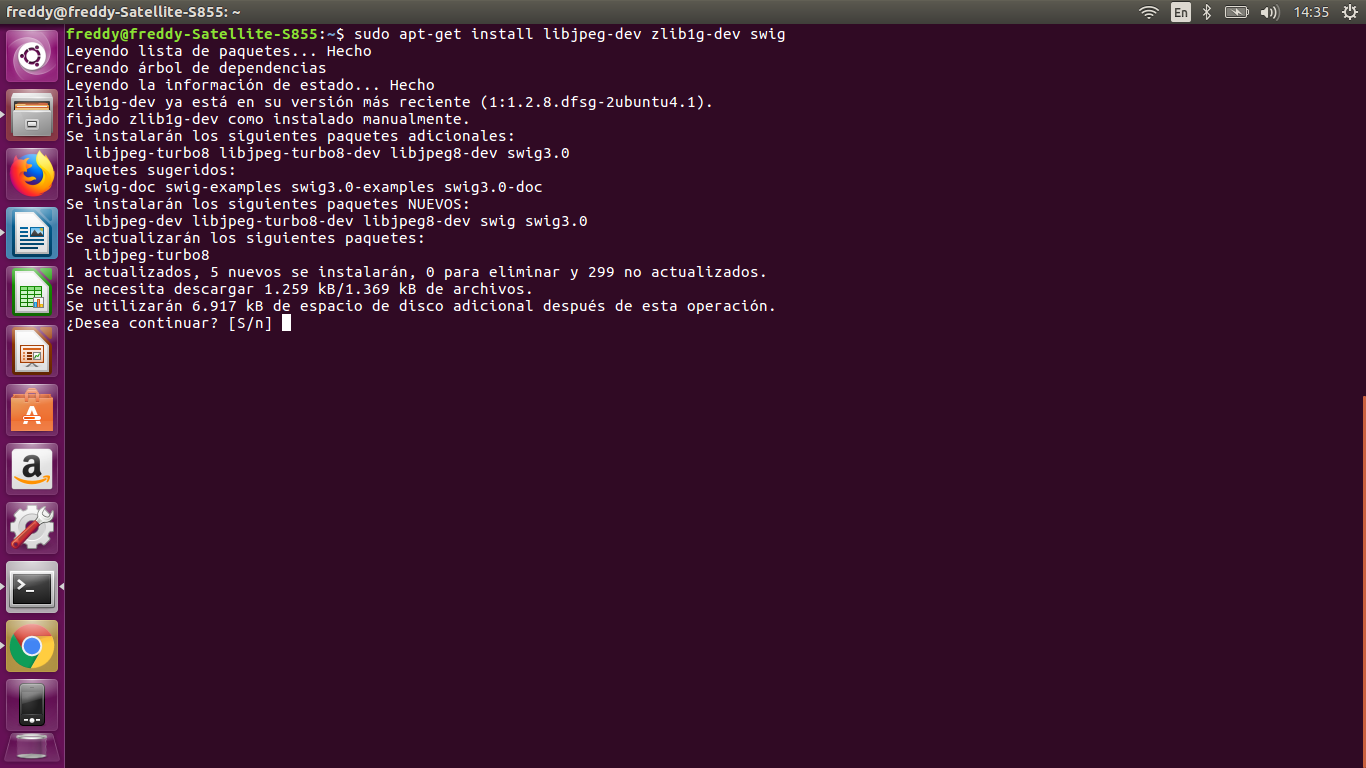 freddy@freddy-Satellite-S855: ~
En
14:35
freddy@freddy-Satellite-S855:~$ sudo apt-get install libjpeg-dev zlib1g-dev swig
Leyendo lista de paquetes... Hecho
Creando árbol de dependencias
Leyendo la información de estado... Hecho
zlib1g-dev ya está en su versión más reciente (1:1.2.8.dfsg-2ubuntu4.1).
fijado zlib1g-dev como instalado manualmente.
Se instalarán los siguientes paquetes adicionales:
libjpeg-turbo8 libjpeg-turbo8-dev libjpeg8-dev swig3.0
Paquetes sugeridos:
swig-doc swig-examples swig3.0-examples swig3.0-doc
Se instalarán los siguientes paquetes NUEVOS:
libjpeg-dev libjpeg-turbo8-dev libjpeg8-dev swig swig3.0
Se actualizarán los siguientes paquetes:
libjpeg-turbo8
1 actualizados, 5 nuevos se instalarán, 0 para eliminar y 299 no actualizados.
Se necesita descargar 1.259 kB/1.369 kB de archivos.
Se utilizarán 6.917 kB de espacio de disco adicional después de esta operación.
¿Desea continuar? [S/n]